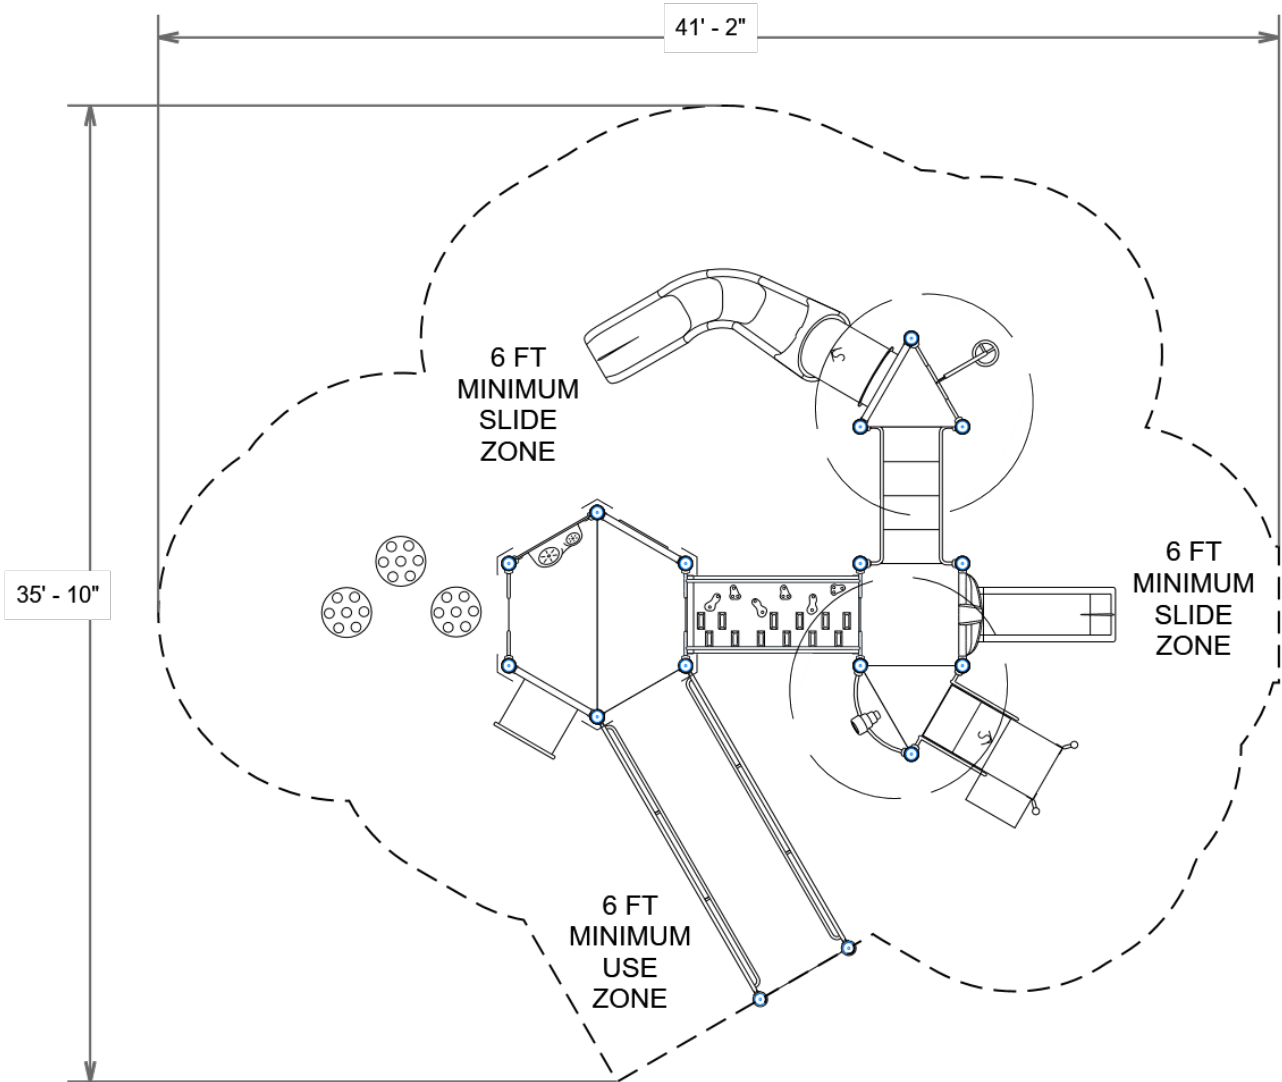 41' - 2"
6 FT
MINIMUM
SLIDE
ZONE
6 FT
MINIMUM
SLIDE
ZONE
35' - 10"
6 FT
MINIMUM
USE
ZONE